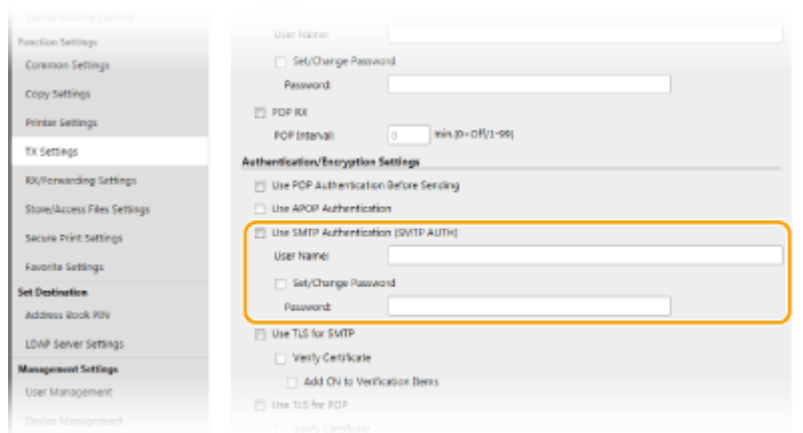 Function Settings
Common Settings
Copy Settings
Printer Settings
TX Settings
RX/Forwarding Settings
Store/Access Files Settings
Secure Print Settings
Favorite Settings
Set Destination
Address Book PIN
LDAP Server Settings
Management Settings
User Management
Device Management
User Name:
Set/Change Password
Password:
POP RX
POP Interval: 0 min.(0=Off/1-99)
Authentication/Encryption Settings
Use POP Authentication Before Sending
Use APOP Authentication
Use SMTP Authentication (SMTP AUTH)
User Name:
Set/Change Password
Password:
Use TLS for SMTP
Verify Certificate
Add CN to Verification Items
Use TLS for POP
Verify Certificate